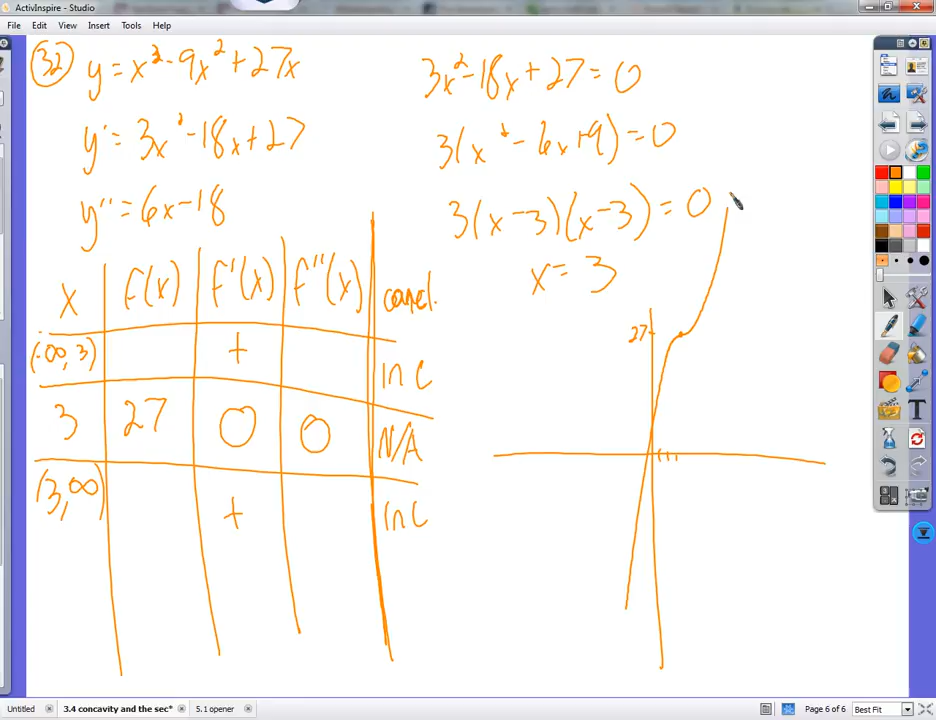 ActivInspire - Studio
File Edit View Insert Tools Help
32 y = x³ - 9x² + 27x
y' = 3x² - 18x + 27
y'' = 6x - 18
3x² - 18x + 27 = 0
3(x² - 6x + 9) = 0
3(x - 3)(x - 3) = 0
x = 3
x f(x) f'(x) f''(x) concl.
(-∞, 3) + inc
3 27 0 0 N/A
(3, ∞) + inc
27
Untitled 3.4 concavity and the sec* 5.1 opener Page 6 of 6 Best Fit